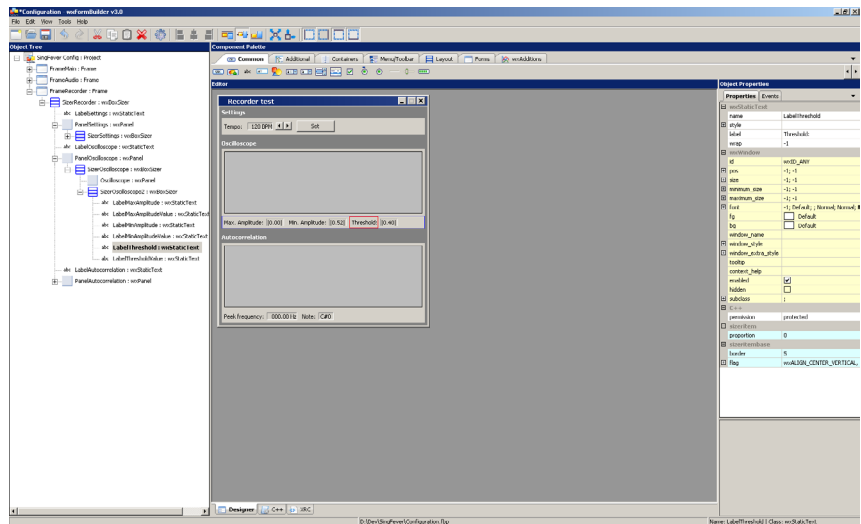 *Configuration - wxFormBuilder v3.0
File Edit View Tools Help
Object Tree
SingFever Config : Project
FrameMain : Frame
FrameAudio : Frame
FrameRecorder : Frame
SizerRecorder : wxBoxSizer
LabelSettings : wxStaticText
PanelSettings : wxPanel
SizerSettings : wxBoxSizer
LabelOscilloscope : wxStaticText
PanelOscilloscope : wxPanel
SizerOscilloscope : wxBoxSizer
Oscilloscope : wxPanel
SizerOscilloscope2 : wxBoxSizer
LabelMaxAmplitude : wxStaticText
LabelMaxAmplitudeValue : wxStaticText
LabelMinAmplitude : wxStaticText
LabelMinAmplitudeValue : wxStaticText
LabelThreshold : wxStaticText
LabelThresholdValue : wxStaticText
LabelAutocorrelation : wxStaticText
PanelAutocorrelation : wxPanel
Component Palette
Common Additional Containers Menu/Toolbar Layout Forms wxAdditions
Editor
Recorder test
Settings
Tempo: 120 BPM Set
Oscilloscope
Max. Amplitude: [0.00] Min. Amplitude: [0.52] Threshold: [0.40]
Autocorrelation
Peek frequency: 000.00 Hz Note: C#0
Designer C++ XRC
Object Properties
Properties Events
wxStaticText
name LabelThreshold
style
label Threshold:
wrap -1
wxWindow
id wxID_ANY
pos -1; -1
size -1; -1
minimum_size -1; -1
maximum_size -1; -1
font -1; Default; ; Normal; Normal;
fg Default
bg Default
window_name
window_style
window_extra_style
tooltip
context_help
enabled
hidden
subclass ;
C++
permission protected
sizeritem
proportion 0
sizeritembase
border 5
flag wxALIGN_CENTER_VERTICAL,
D:\Dev\SingFever\Configuration.fbp
Name: LabelThreshold | Class: wxStaticText